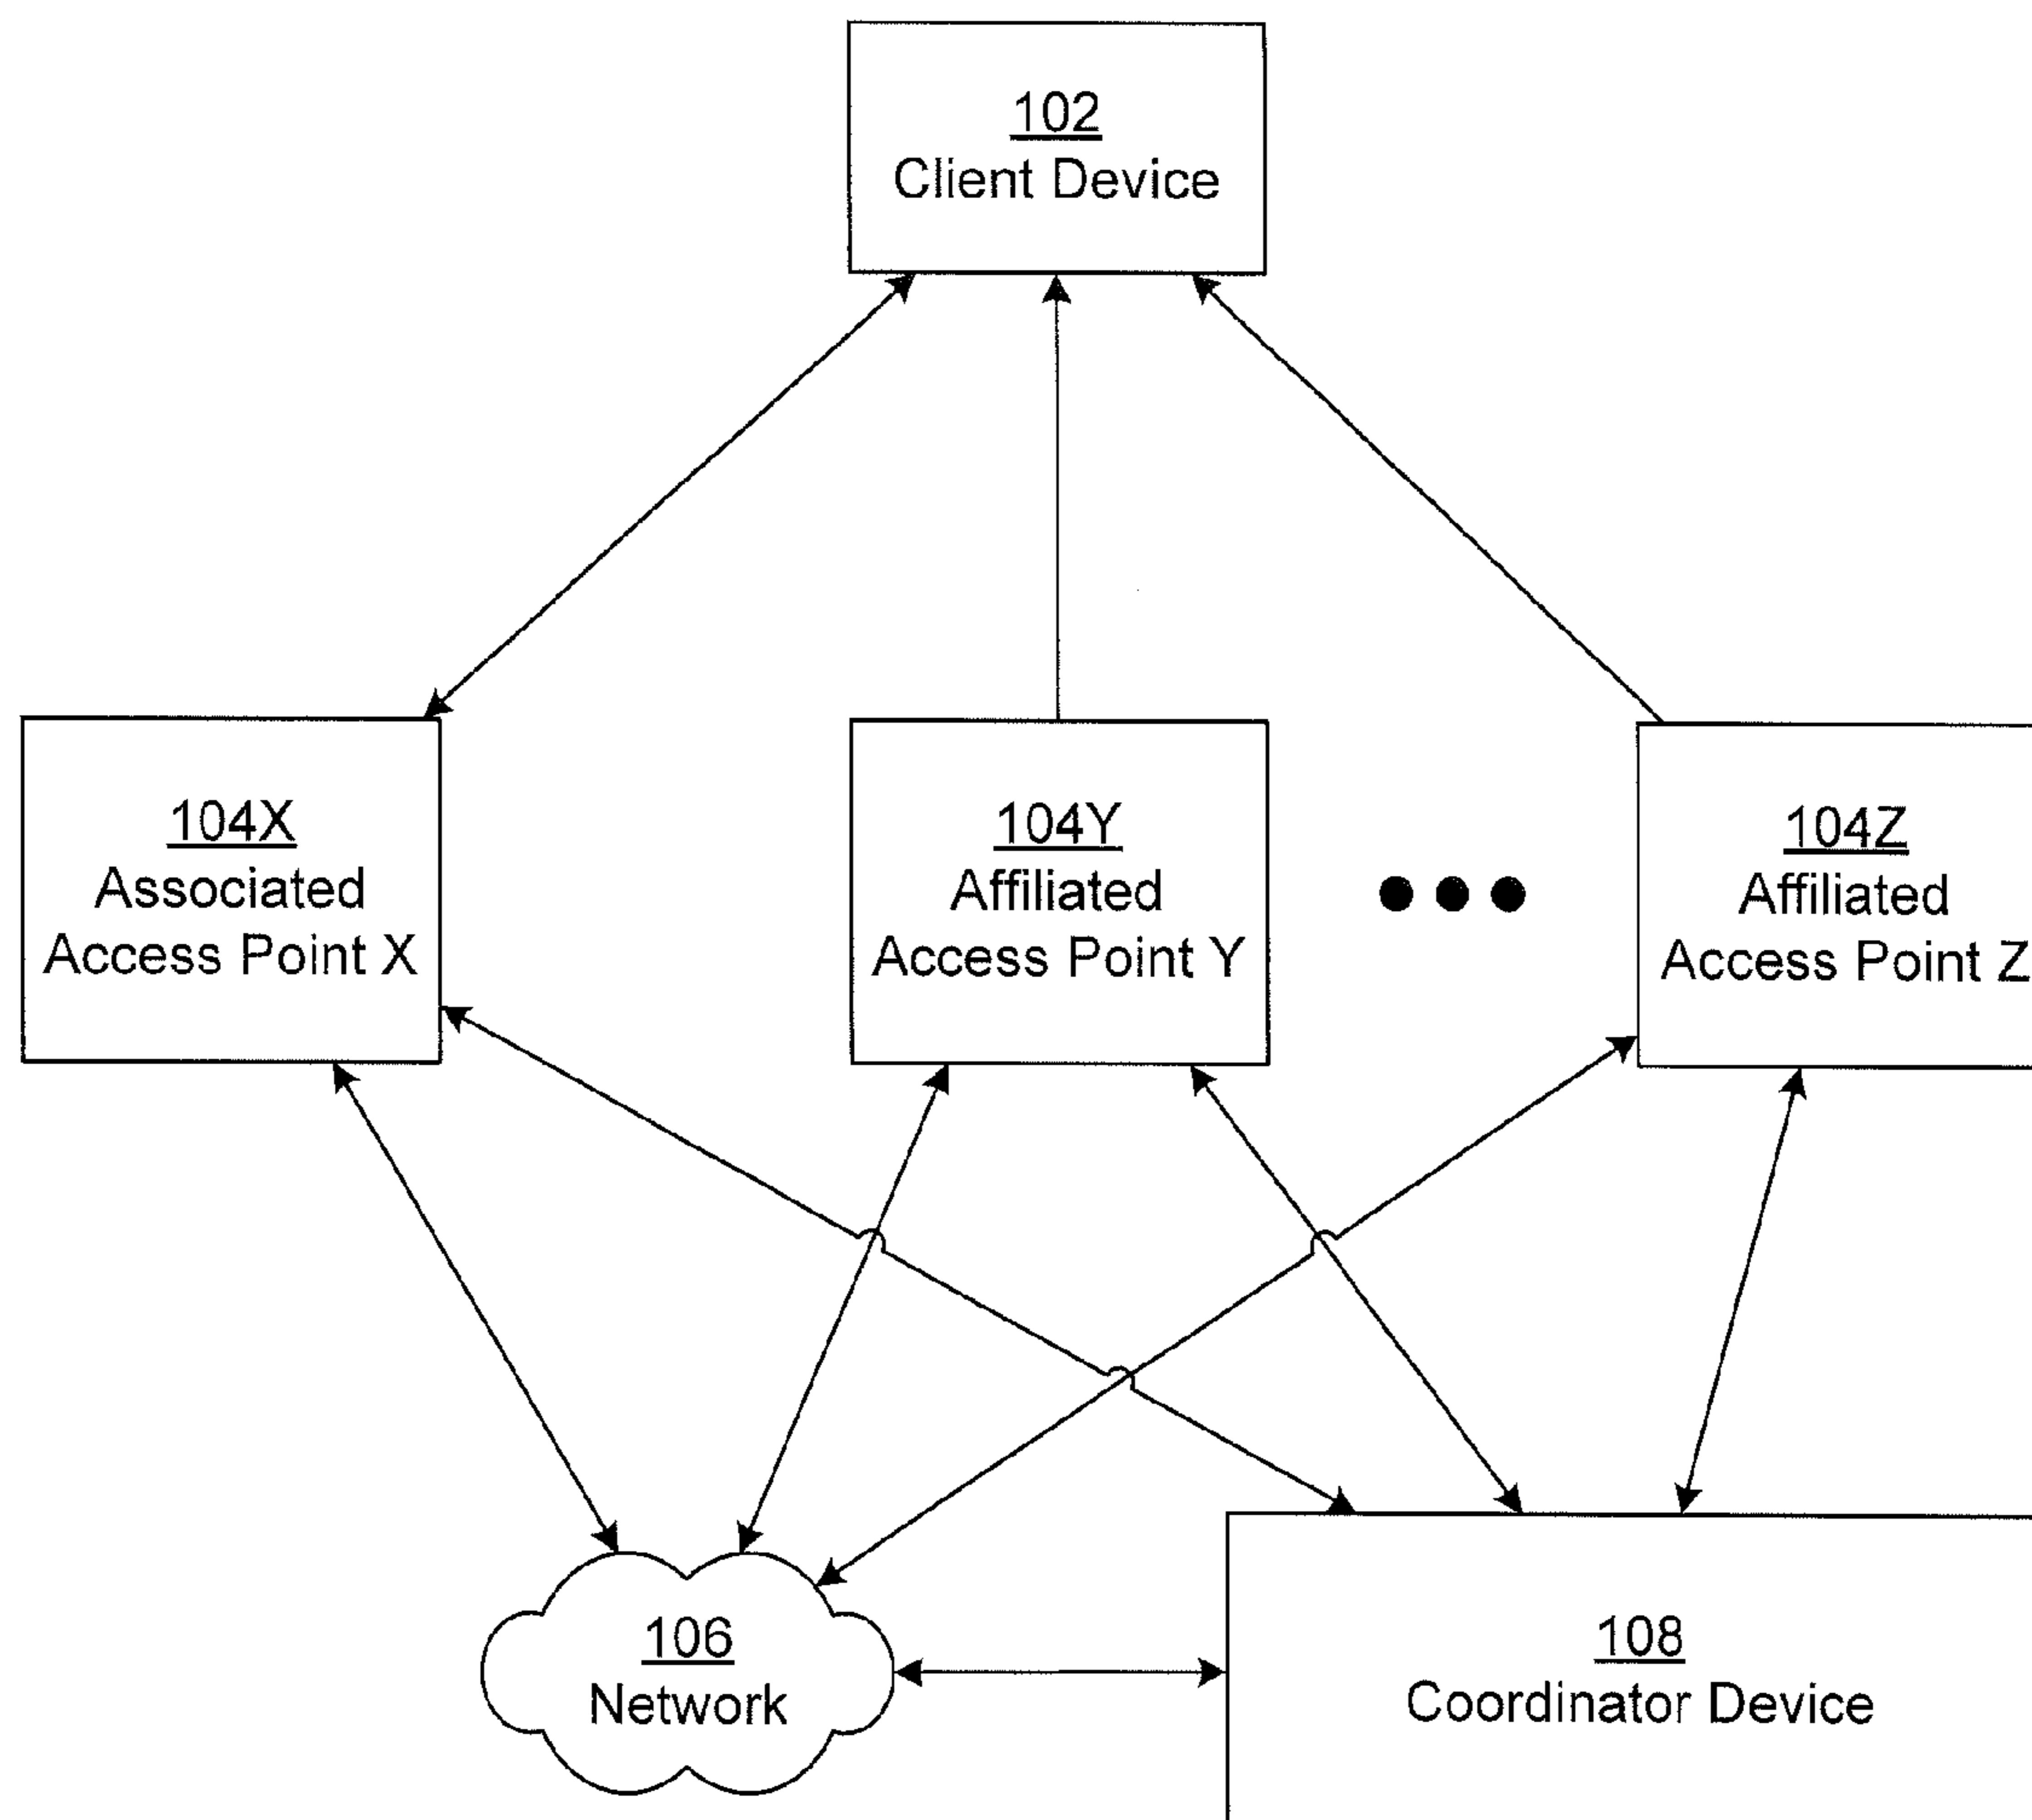 102
Client Device
104X
Associated
Access Point X
104Y
Affiliated
Access Point Y
104Z
Affiliated
Access Point Z
106
Network
108
Coordinator Device